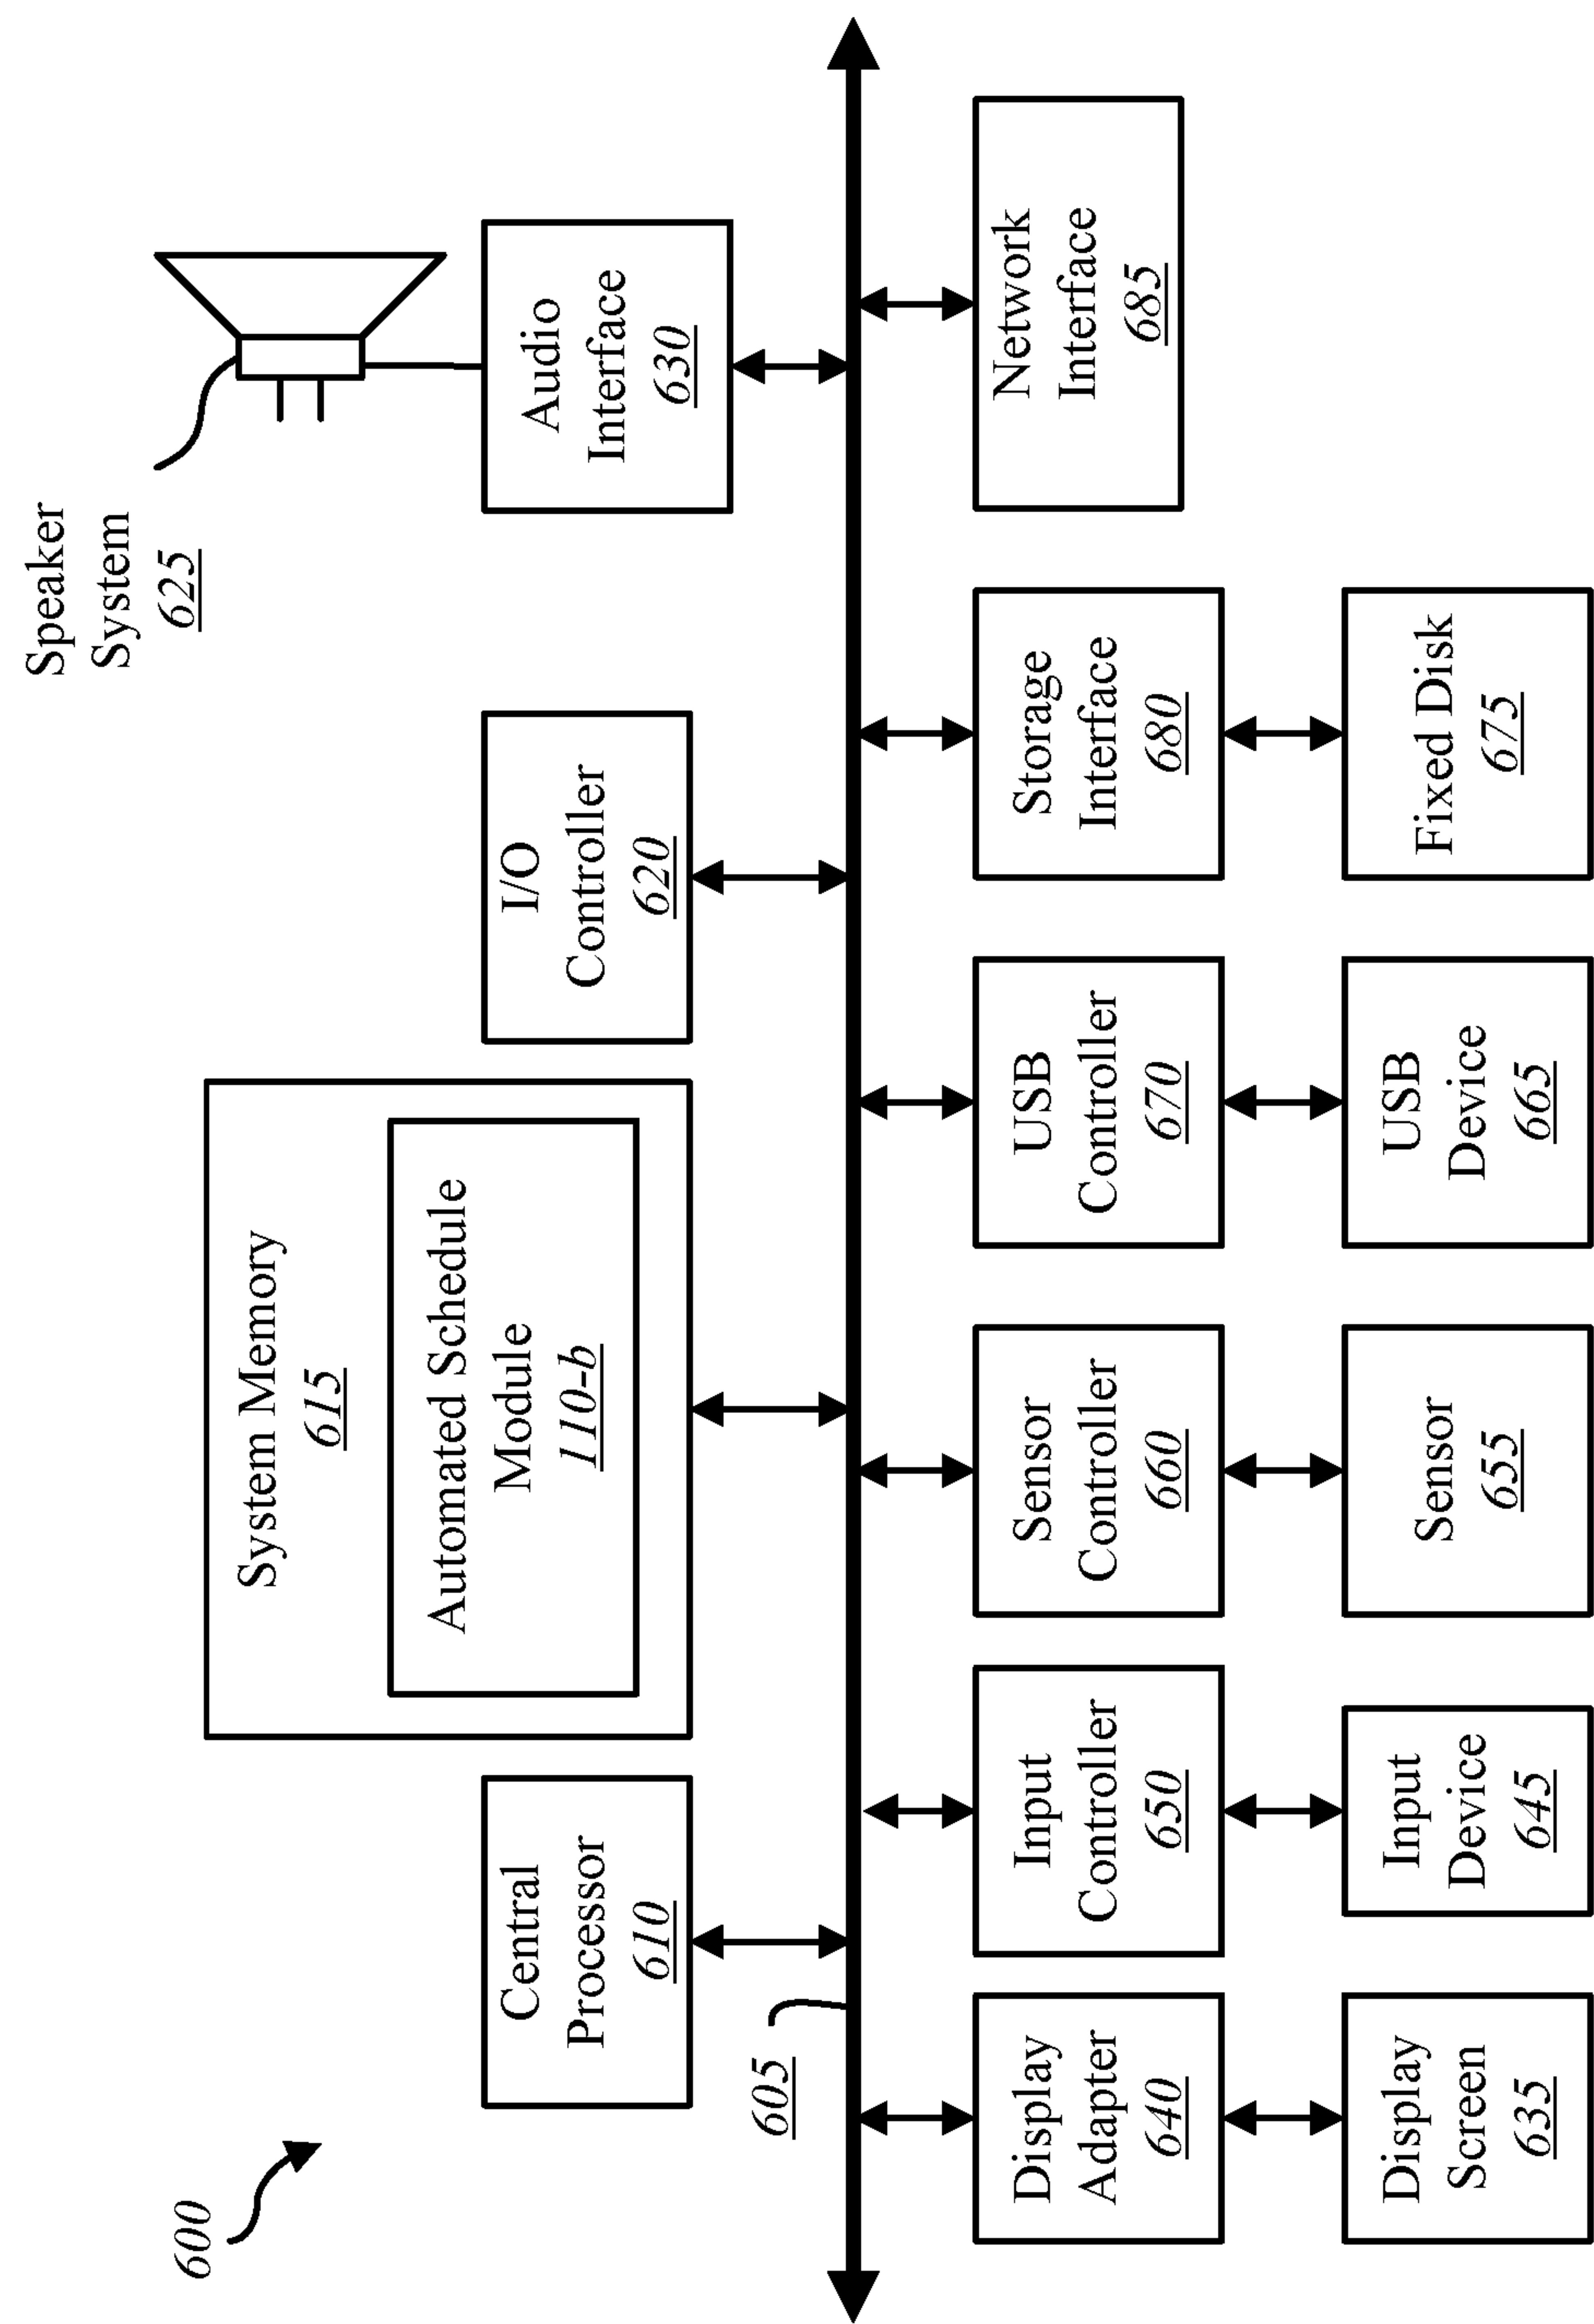 600
Speaker
System
625
System Memory
615
Automated Schedule
Module
110-b
Central
Processor
610
I/O
Controller
620
Audio
Interface
630
605
Display
Adapter
640
Input
Controller
650
Sensor
Controller
660
USB
Controller
670
Storage
Interface
680
Network
Interface
685
Display
Screen
635
Input
Device
645
Sensor
655
USB
Device
665
Fixed Disk
675